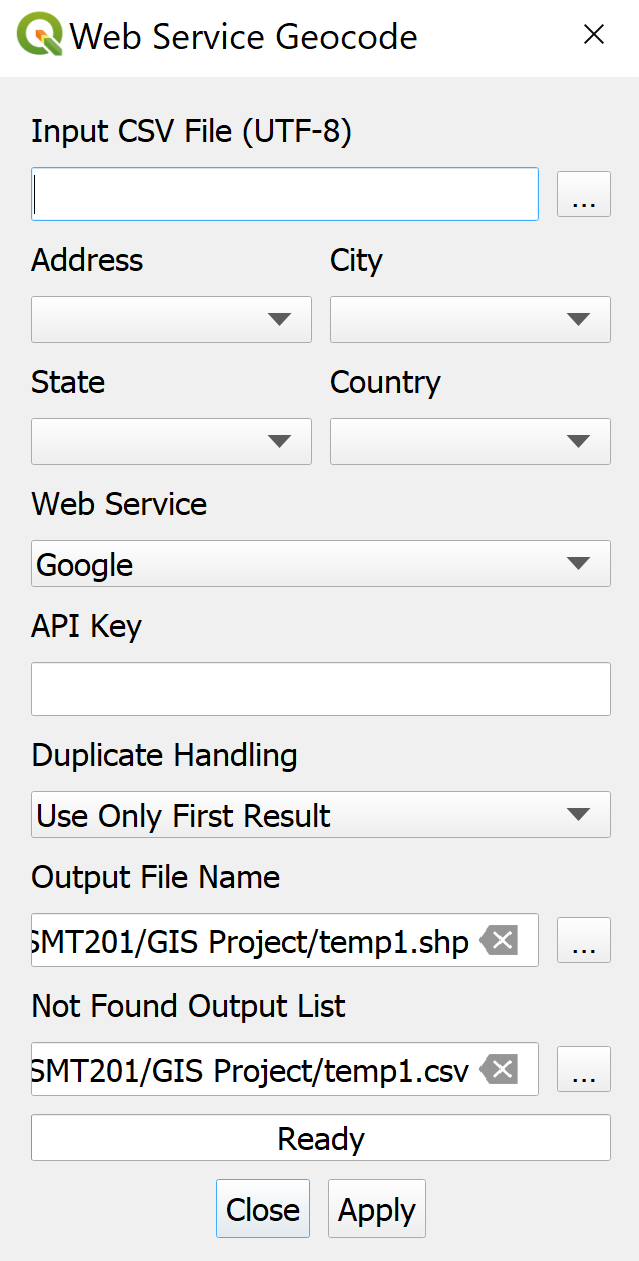 Web Service Geocode
Input CSV File (UTF-8)
...
Address City
State Country
Web Service
Google
API Key
Duplicate Handling
Use Only First Result
Output File Name
SMT201/GIS Project/temp1.shp ...
Not Found Output List
SMT201/GIS Project/temp1.csv ...
Ready
Close Apply